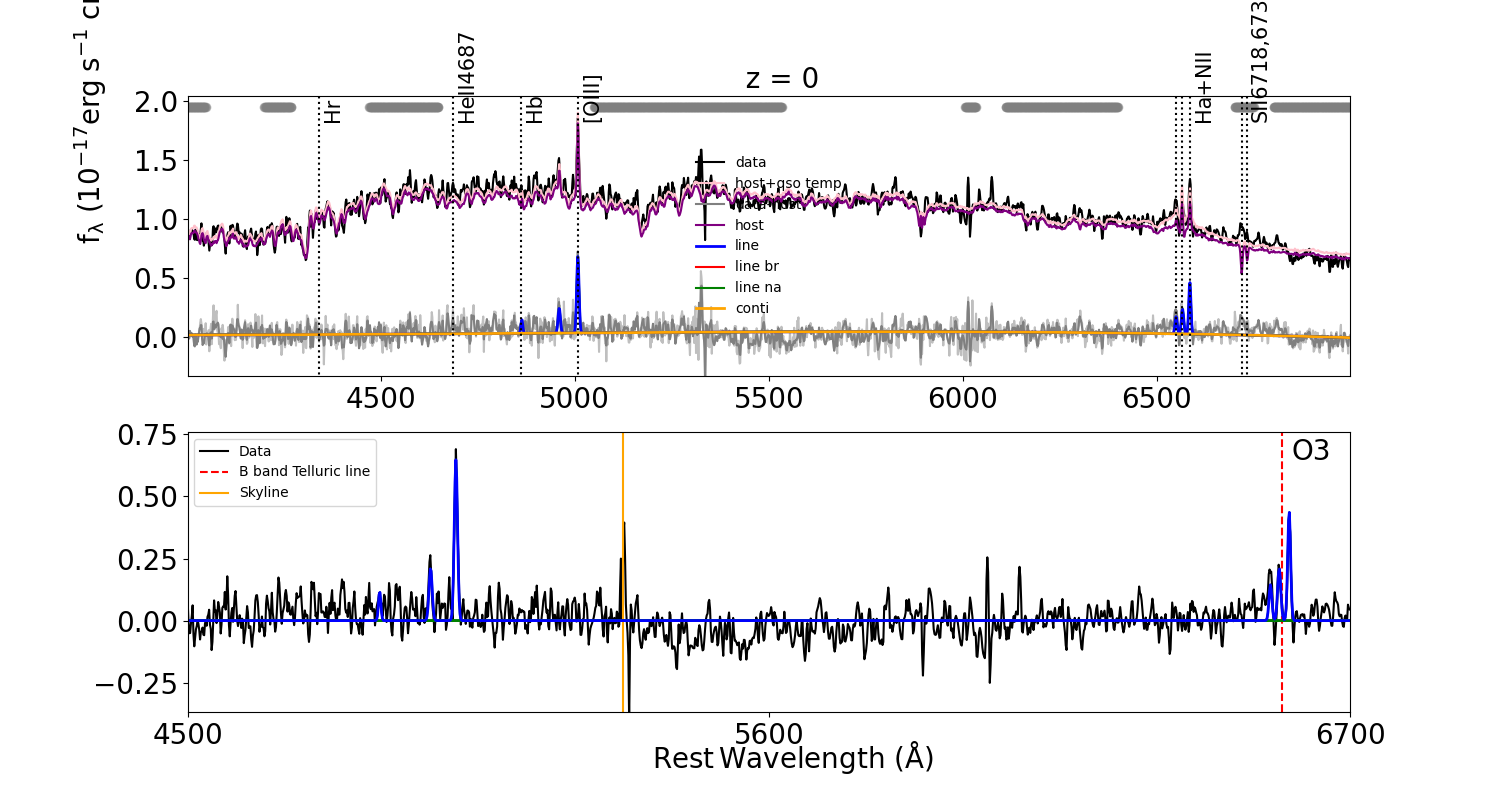 z = 0
fλ (10−17erg s−1 c
Hr
HeII4687
Hb
[OIII]
Ha+NII
SII6718,673
2.0
1.5
1.0
0.5
0.0
data
host+qso temp
host
line
line br
line na
conti
4500
5000
5500
6000
6500
0.75
0.50
0.25
0.00
−0.25
Data
B band Telluric line
Skyline
O3
4500
5600
6700
Rest Wavelength (Å)